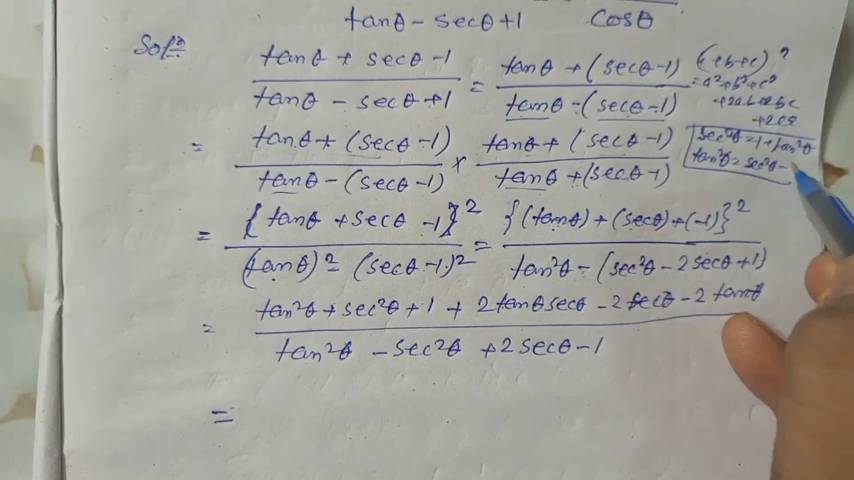 tanθ - secθ + 1 cosθ
Solⁿ
tanθ + secθ - 1 / tanθ - secθ + 1 = tanθ + (secθ - 1) / tanθ - (secθ - 1)
(a+b+c)²
= a²+b²+c²
+2ab+2bc
+2ca
= tanθ + (secθ - 1) / tanθ - (secθ - 1) × tanθ + (secθ - 1) / tanθ + (secθ - 1)
sec²θ = 1 + tan²θ
tan²θ = sec²θ -
= {tanθ + secθ - 1}² / (tanθ)² - (secθ - 1)² = {(tanθ) + (secθ) + (-1)}² / tan²θ - (sec²θ - 2secθ + 1)
= tan²θ + sec²θ + 1 + 2tanθsecθ - 2secθ - 2tanθ / tan²θ - sec²θ + 2secθ - 1
=